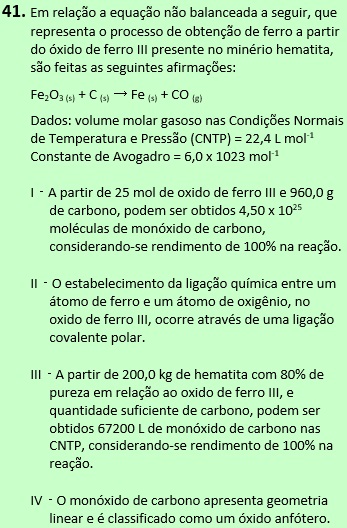 41. Em relação a equação não balanceada a seguir, que
representa o processo de obtenção de ferro a partir
do óxido de ferro III presente no minério hematita,
são feitas as seguintes afirmações:
Fe₂O₃ (s) + C (s) → Fe (s) + CO (g)
Dados: volume molar gasoso nas Condições Normais
de Temperatura e Pressão (CNTP) = 22,4 L mol⁻¹
Constante de Avogadro = 6,0 x 1023 mol⁻¹
I - A partir de 25 mol de oxido de ferro III e 960,0 g
de carbono, podem ser obtidos 4,50 x 10²⁵
moléculas de monóxido de carbono,
considerando-se rendimento de 100% na reação.
II - O estabelecimento da ligação química entre um
átomo de ferro e um átomo de oxigênio, no
oxido de ferro III, ocorre através de uma ligação
covalente polar.
III - A partir de 200,0 kg de hematita com 80% de
pureza em relação ao oxido de ferro III, e
quantidade suficiente de carbono, podem ser
obtidos 67200 L de monóxido de carbono nas
CNTP, considerando-se rendimento de 100% na
reação.
IV - O monóxido de carbono apresenta geometria
linear e é classificado como um óxido anfótero.